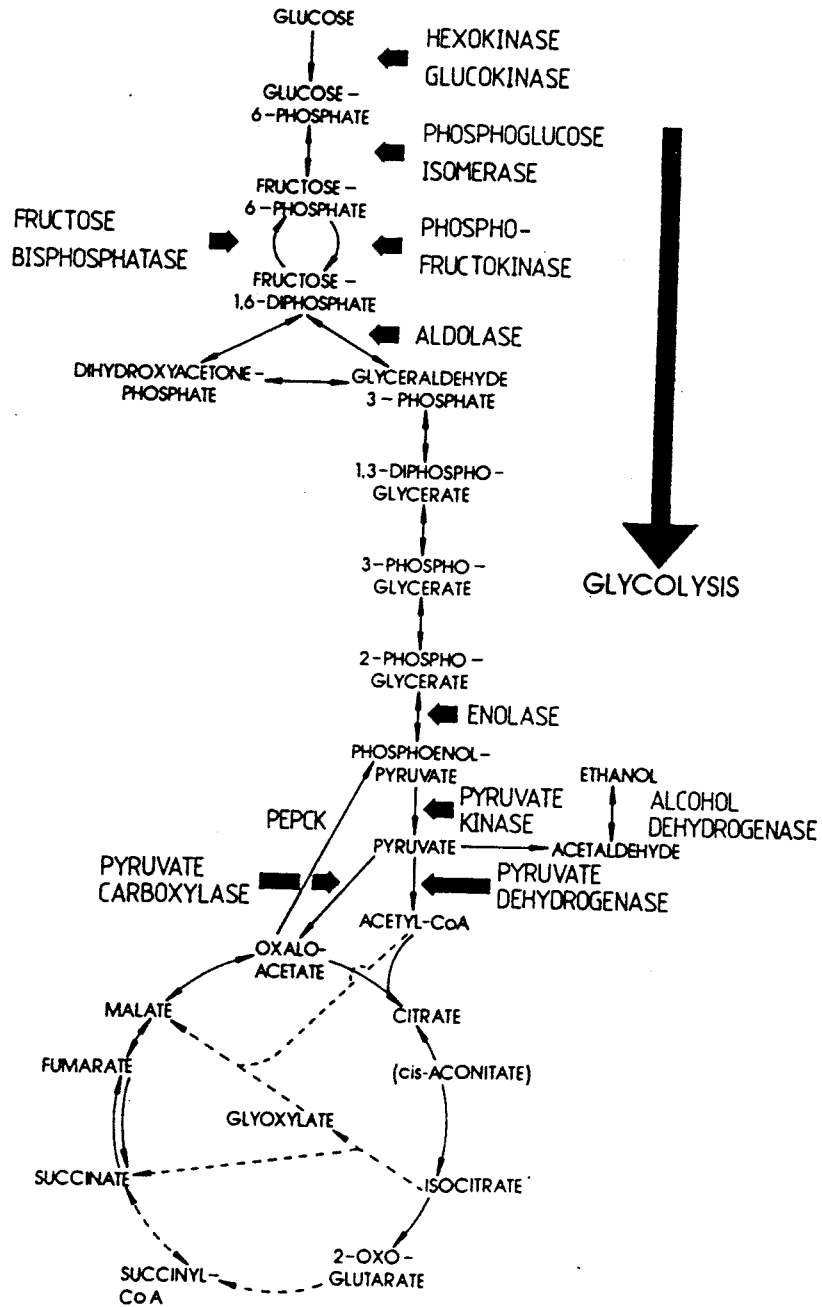 GLUCOSE
HEXOKINASE
GLUCOKINASE
GLUCOSE-
6-PHOSPHATE
PHOSPHOGLUCOSE
ISOMERASE
FRUCTOSE-
6-PHOSPHATE
FRUCTOSE
BISPHOSPHATASE
PHOSPHO-
FRUCTOKINASE
FRUCTOSE-
1,6-DIPHOSPHATE
ALDOLASE
DIHYDROXYACETONE-
PHOSPHATE
GLYCERALDEHYDE
3-PHOSPHATE
1,3-DIPHOSPHO-
GLYCERATE
3-PHOSPHO-
GLYCERATE
GLYCOLYSIS
2-PHOSPHO-
GLYCERATE
ENOLASE
PHOSPHOENOL-
PYRUVATE
ETHANOL
PEPCK
PYRUVATE
KINASE
ALCOHOL
DEHYDROGENASE
PYRUVATE
ACETALDEHYDE
PYRUVATE
CARBOXYLASE
PYRUVATE
DEHYDROGENASE
ACETYL-CoA
OXALO-
ACETATE
MALATE
CITRATE
FUMARATE
(cis-ACONITATE)
GLYOXYLATE
SUCCINATE
ISOCITRATE
2-OXO-
GLUTARATE
SUCCINYL-
CoA